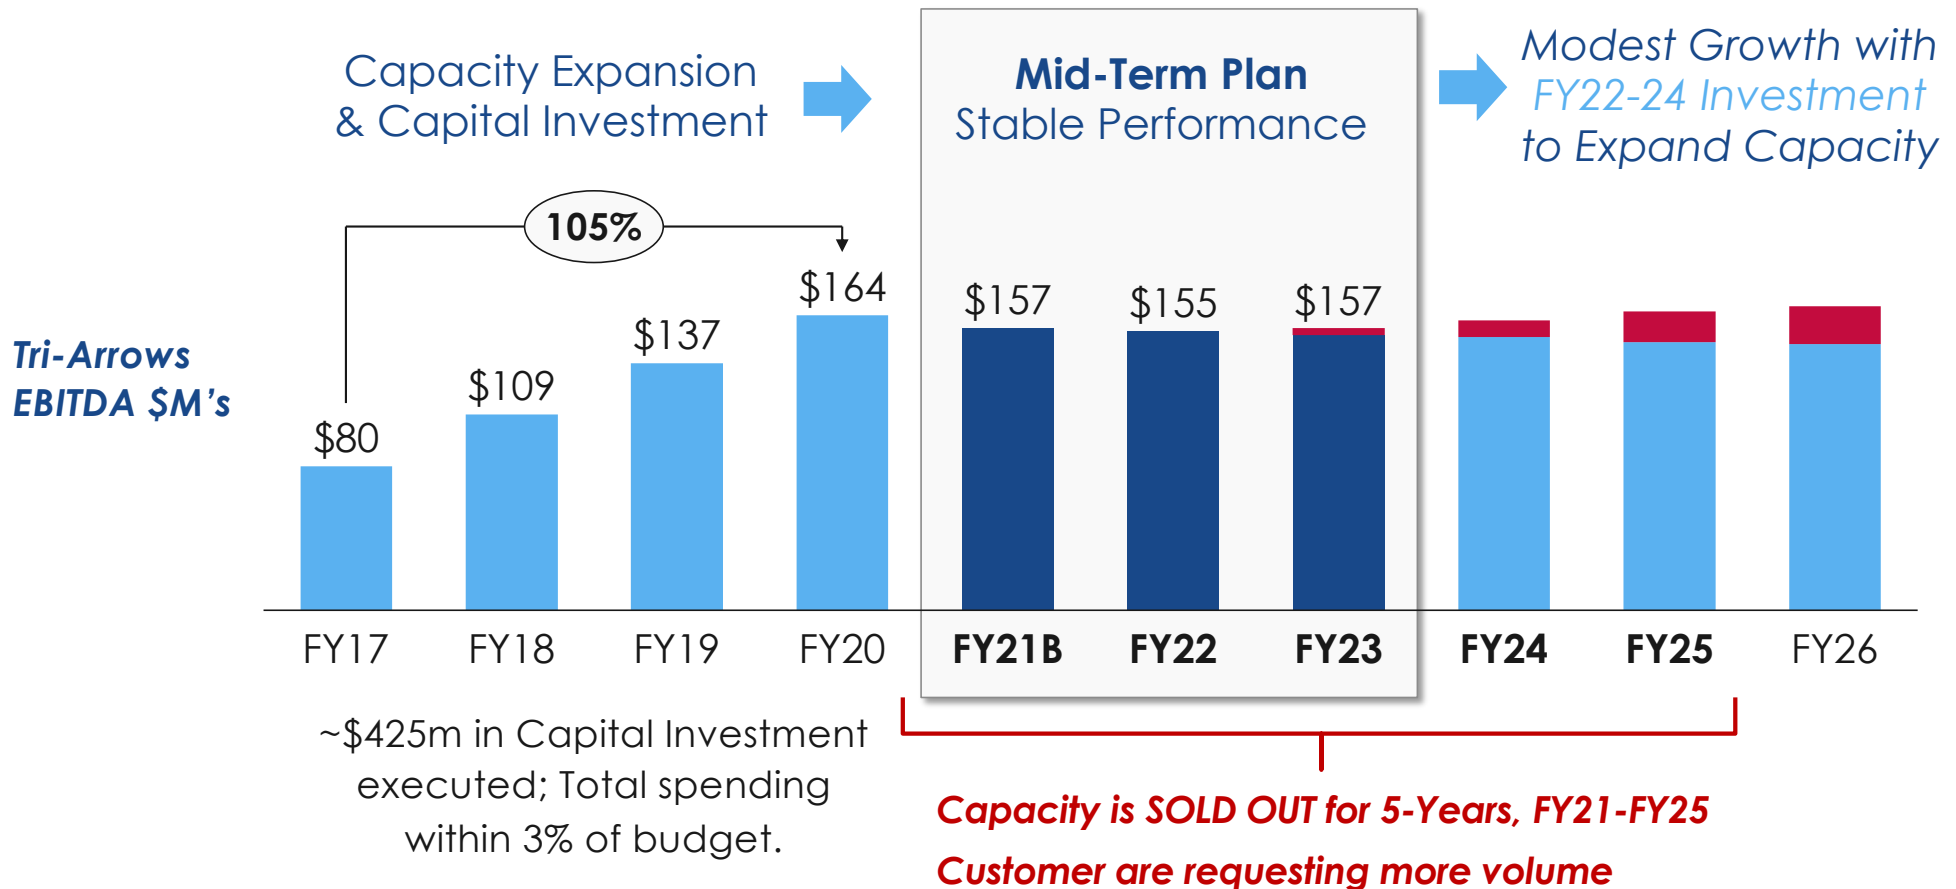 Capacity Expansion
& Capital Investment
Mid-Term Plan
Stable Performance
Modest Growth with
FY22-24 Investment
to Expand Capacity
105%
Tri-Arrows
EBITDA $M’s
$80
$109
$137
$164
$157
$155
$157
FY17
FY18
FY19
FY20
FY21B
FY22
FY23
FY24
FY25
FY26
~$425m in Capital Investment
executed; Total spending
within 3% of budget.
Capacity is SOLD OUT for 5-Years, FY21-FY25
Customer are requesting more volume